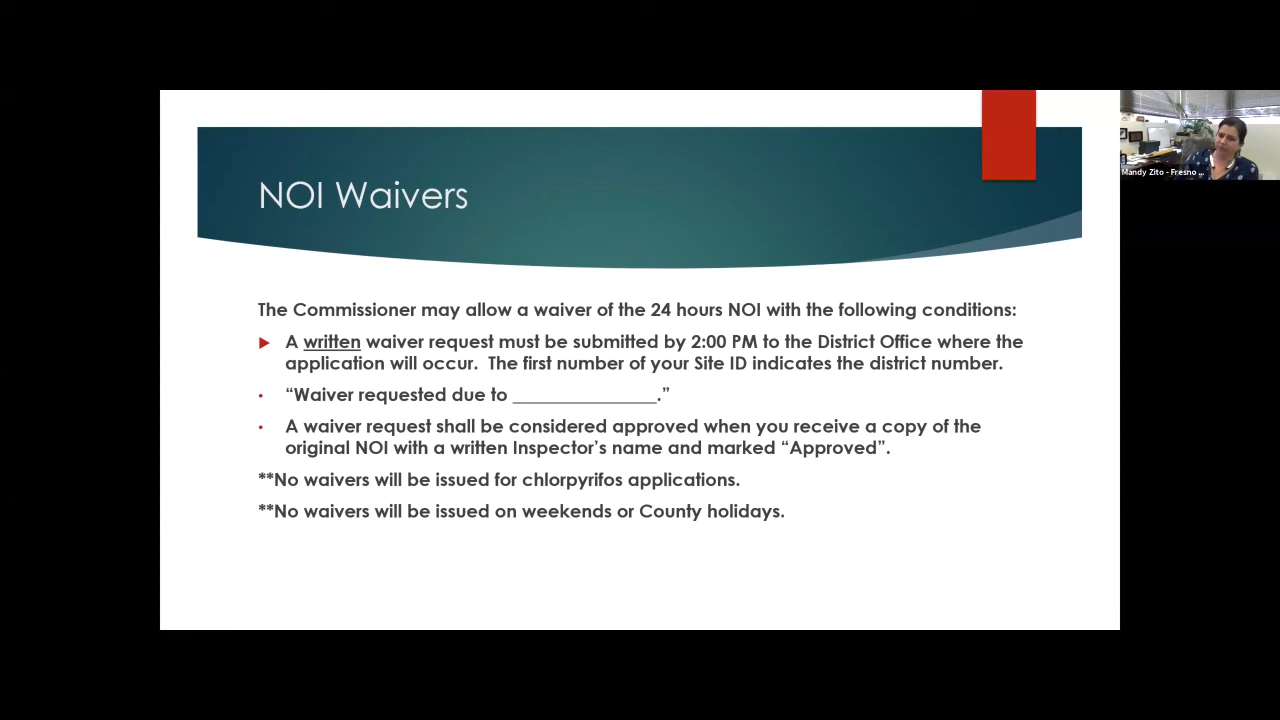 NOI Waivers
Mandy Zito - Fresno ...
The Commissioner may allow a waiver of the 24 hours NOI with the following conditions:
A written waiver request must be submitted by 2:00 PM to the District Office where the
application will occur.  The first number of your Site ID indicates the district number.
“Waiver requested due to ________________.”
A waiver request shall be considered approved when you receive a copy of the
original NOI with a written Inspector’s name and marked “Approved”.
**No waivers will be issued for chlorpyrifos applications.
**No waivers will be issued on weekends or County holidays.